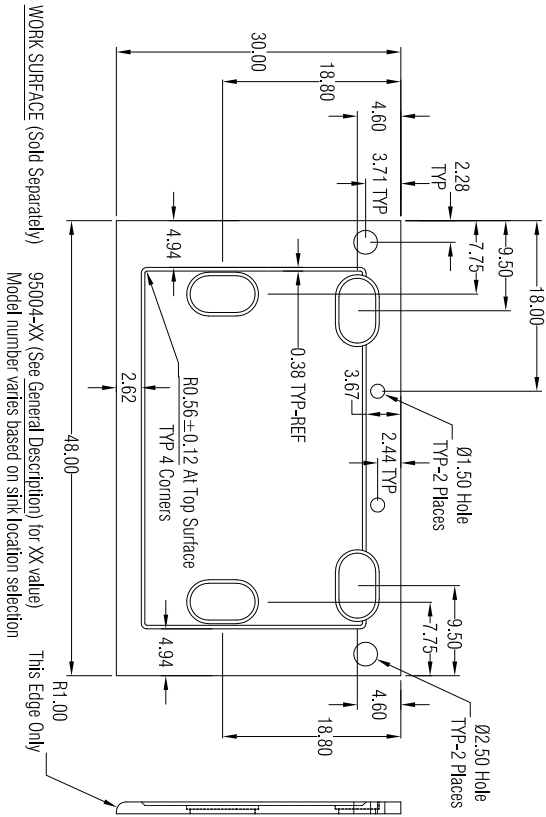 18.00
9.50
7.75
2.28
TYP
Ø1.50 Hole
TYP-2 Places
9.50
7.75
Ø2.50 Hole
TYP-2 Places
30.00
18.80
4.60
3.71 TYP
3.67
2.44 TYP
4.60
18.80
4.94
0.38 TYP-REF
R0.56±0.12 At Top Surface
TYP 4 Corners
4.94
2.62
48.00
R1.00
This Edge Only
WORK SURFACE (Sold Separately)
95004-XX (See General Description) for XX value)
Model number varies based on sink location selection